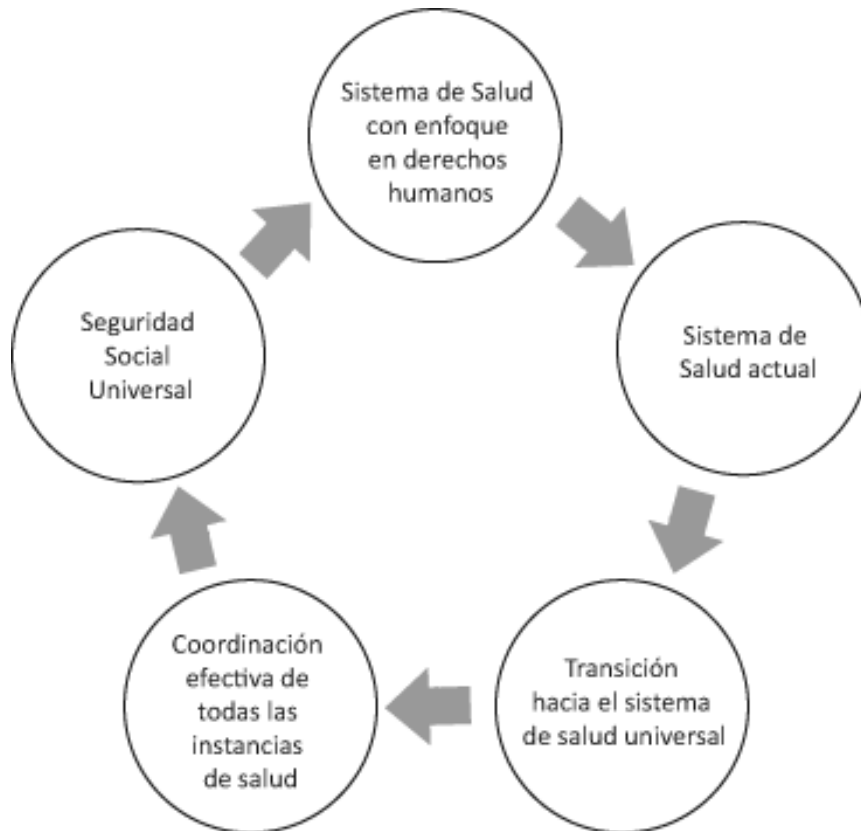 Sistema de Salud
con enfoque
en derechos
humanos
Sistema de
Salud actual
Transición
hacia el sistema
de salud universal
Coordinación
efectiva de
todas las
instancias
de salud
Seguridad
Social
Universal